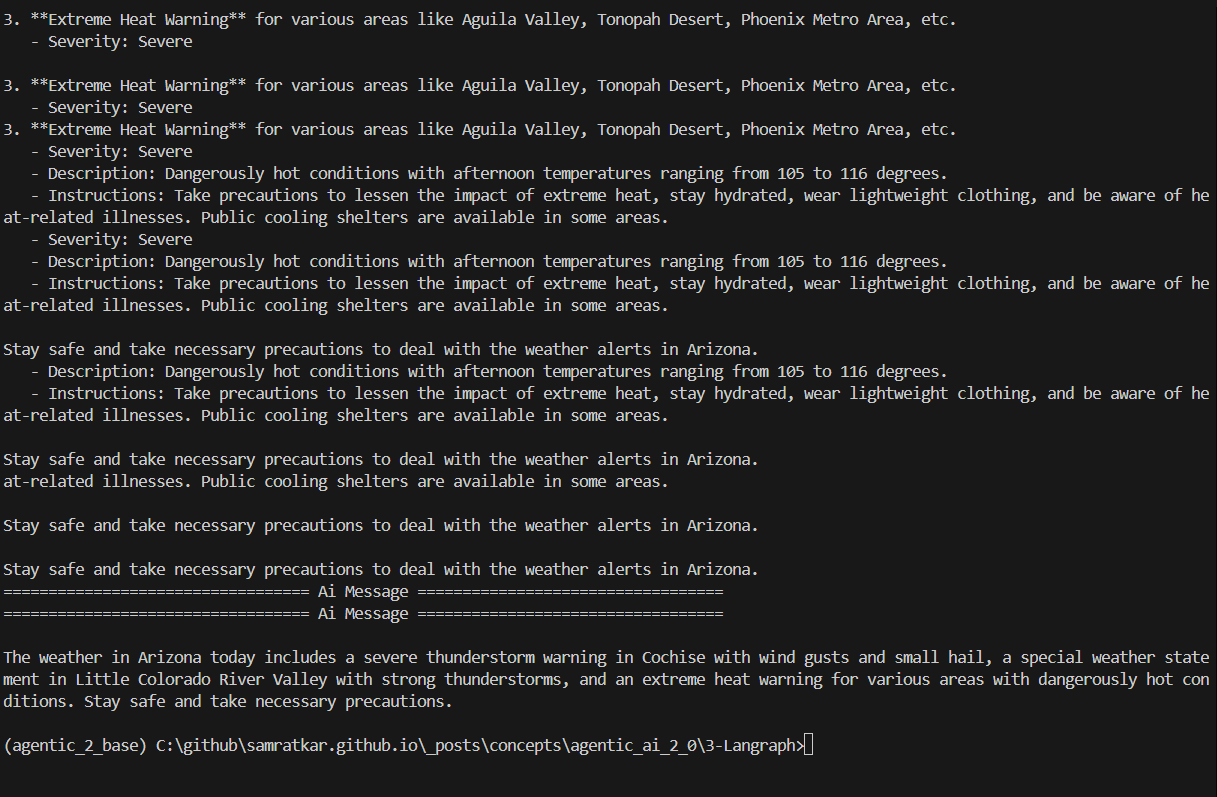 3. **Extreme Heat Warning** for various areas like Aguila Valley, Tonopah Desert, Phoenix Metro Area, etc.
   - Severity: Severe

3. **Extreme Heat Warning** for various areas like Aguila Valley, Tonopah Desert, Phoenix Metro Area, etc.
   - Severity: Severe
3. **Extreme Heat Warning** for various areas like Aguila Valley, Tonopah Desert, Phoenix Metro Area, etc.
   - Severity: Severe
   - Description: Dangerously hot conditions with afternoon temperatures ranging from 105 to 116 degrees.
   - Instructions: Take precautions to lessen the impact of extreme heat, stay hydrated, wear lightweight clothing, and be aware of he
at-related illnesses. Public cooling shelters are available in some areas.
   - Severity: Severe
   - Description: Dangerously hot conditions with afternoon temperatures ranging from 105 to 116 degrees.
   - Instructions: Take precautions to lessen the impact of extreme heat, stay hydrated, wear lightweight clothing, and be aware of he
at-related illnesses. Public cooling shelters are available in some areas.

Stay safe and take necessary precautions to deal with the weather alerts in Arizona.
   - Description: Dangerously hot conditions with afternoon temperatures ranging from 105 to 116 degrees.
   - Instructions: Take precautions to lessen the impact of extreme heat, stay hydrated, wear lightweight clothing, and be aware of he
at-related illnesses. Public cooling shelters are available in some areas.

Stay safe and take necessary precautions to deal with the weather alerts in Arizona.
at-related illnesses. Public cooling shelters are available in some areas.

Stay safe and take necessary precautions to deal with the weather alerts in Arizona.

Stay safe and take necessary precautions to deal with the weather alerts in Arizona.
================================== Ai Message ==================================
================================== Ai Message ==================================

The weather in Arizona today includes a severe thunderstorm warning in Cochise with wind gusts and small hail, a special weather state
ment in Little Colorado River Valley with strong thunderstorms, and an extreme heat warning for various areas with dangerously hot con
ditions. Stay safe and take necessary precautions.

(agentic_2_base) C:\github\samratkar.github.io\_posts\concepts\agentic_ai_2_0\3-Langraph>